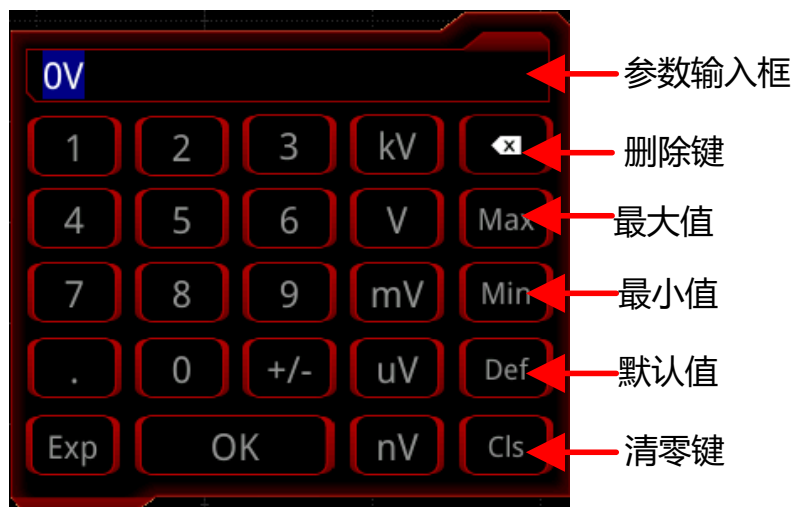 0V 参数输入框
1 2 3 kV 删除键
4 5 6 V Max 最大值
7 8 9 mV Min 最小值
. 0 +/- uV Def 默认值
Exp OK nV Cls 清零键